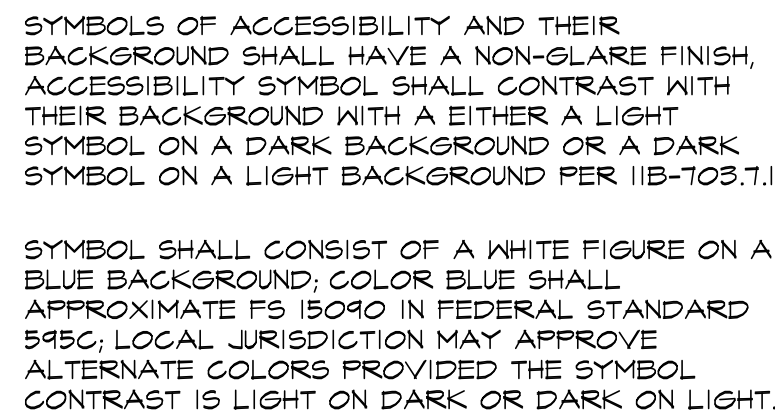 SYMBOLS OF ACCESSIBILITY AND THEIR
BACKGROUND SHALL HAVE A NON-GLARE FINISH,
ACCESSIBILITY SYMBOL SHALL CONTRAST WITH
THEIR BACKGROUND WITH A EITHER A LIGHT
SYMBOL ON A DARK BACKGROUND OR A DARK
SYMBOL ON A LIGHT BACKGROUND PER 11B-703.7.1
SYMBOL SHALL CONSIST OF A WHITE FIGURE ON A
BLUE BACKGROUND; COLOR BLUE SHALL
APPROXIMATE FS 15090 IN FEDERAL STANDARD
595C; LOCAL JURISDICTION MAY APPROVE
ALTERNATE COLORS PROVIDED THE SYMBOL
CONTRAST IS LIGHT ON DARK OR DARK ON LIGHT.